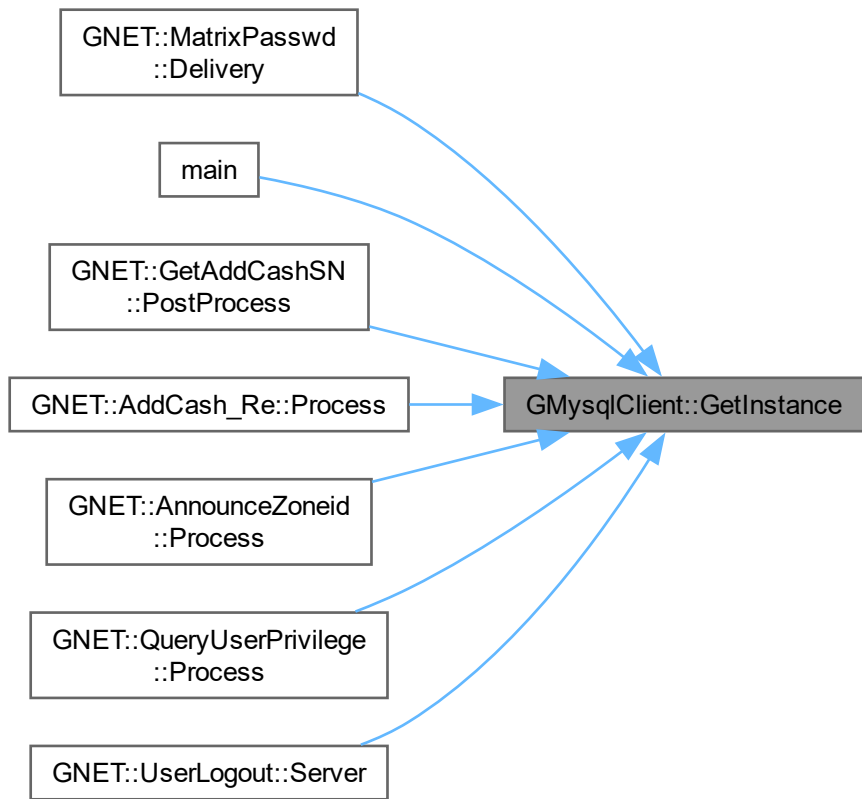 GNET::MatrixPasswd
::Delivery
main
GNET::GetAddCashSN
::PostProcess
GNET::AddCash_Re::Process
GMysqlClient::GetInstance
GNET::AnnounceZoneid
::Process
GNET::QueryUserPrivilege
::Process
GNET::UserLogout::Server